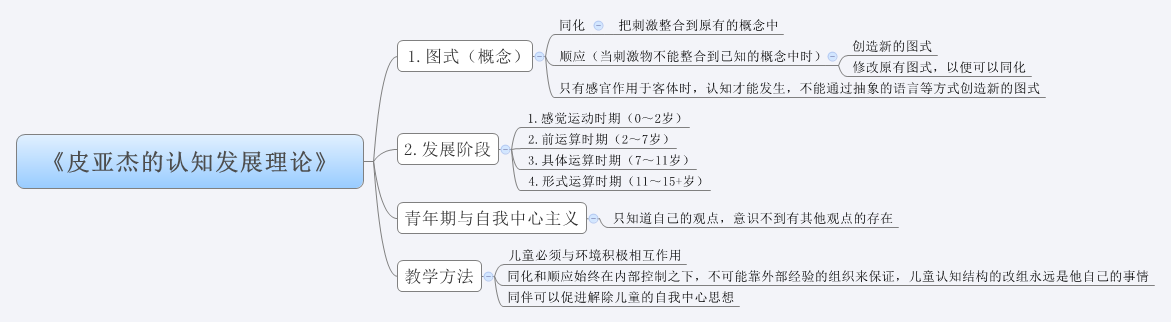 《皮亚杰的认知发展理论》
1.图式（概念）
同化
把刺激整合到原有的概念中
顺应（当刺激物不能整合到已知的概念中时）
创造新的图式
修改原有图式，以便可以同化
只有感官作用于客体时，认知才能发生，不能通过抽象的语言等方式创造新的图式
2.发展阶段
1.感觉运动时期（0～2岁）
2.前运算时期（2～7岁）
3.具体运算时期（7～11岁）
4.形式运算时期（11～15+岁）
青年期与自我中心主义
只知道自己的观点，意识不到有其他观点的存在
教学方法
儿童必须与环境积极相互作用
同化和顺应始终在内部控制之下，不可能靠外部经验的组织来保证，儿童认知结构的改组永远是他自己的事情
同伴可以促进解除儿童的自我中心思想